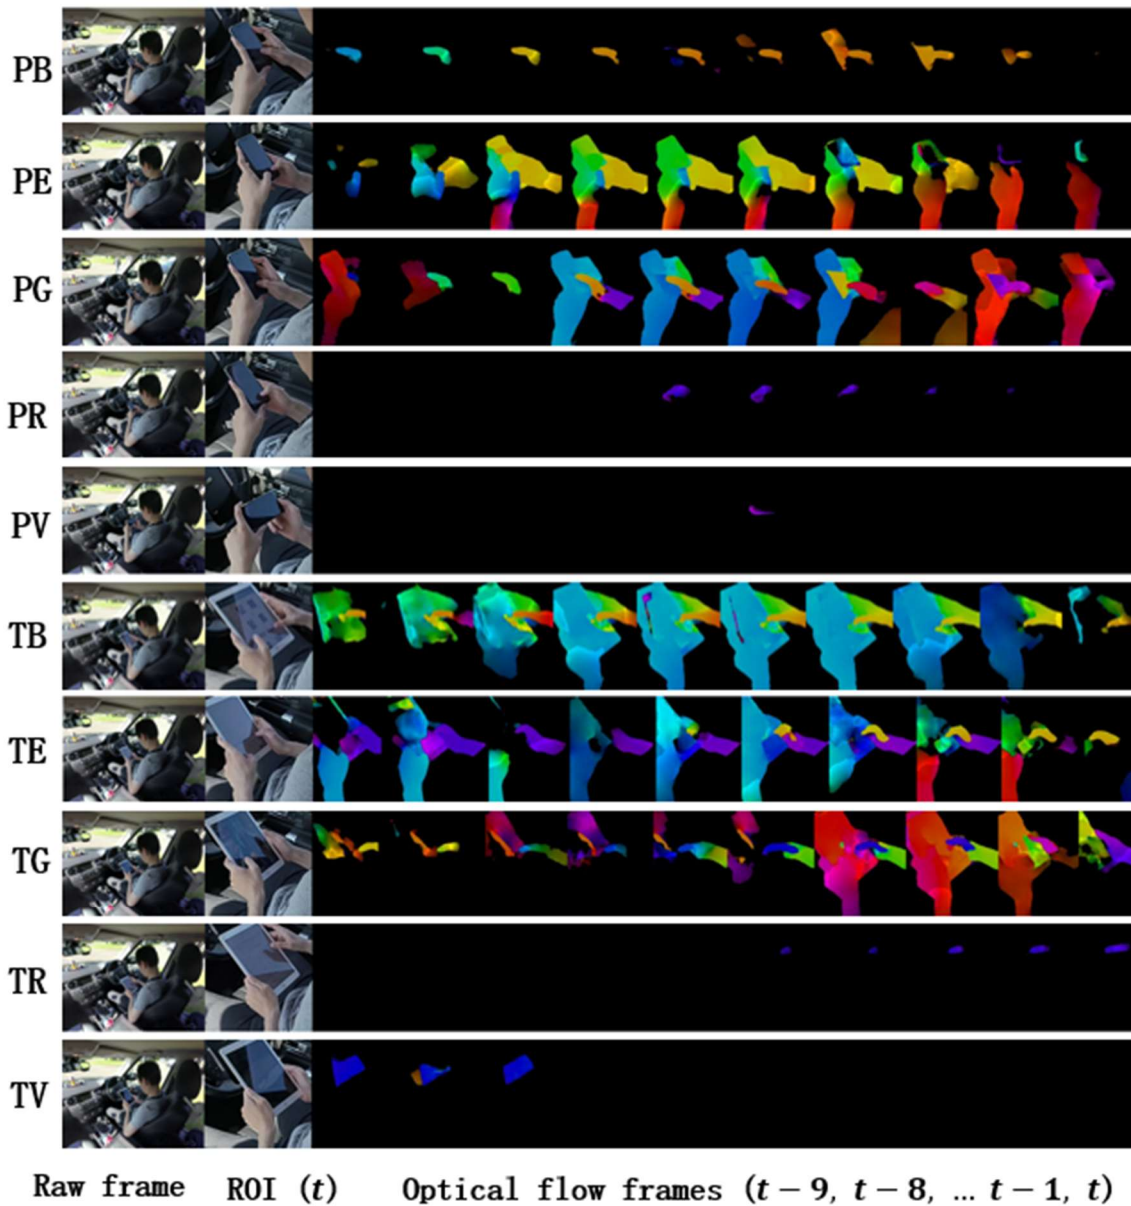 PB
PE
PG
PR
PV
TB
TE
TG
TR
TV
Raw frame ROI (t) Optical flow frames (t − 9, t − 8, … t − 1, t)